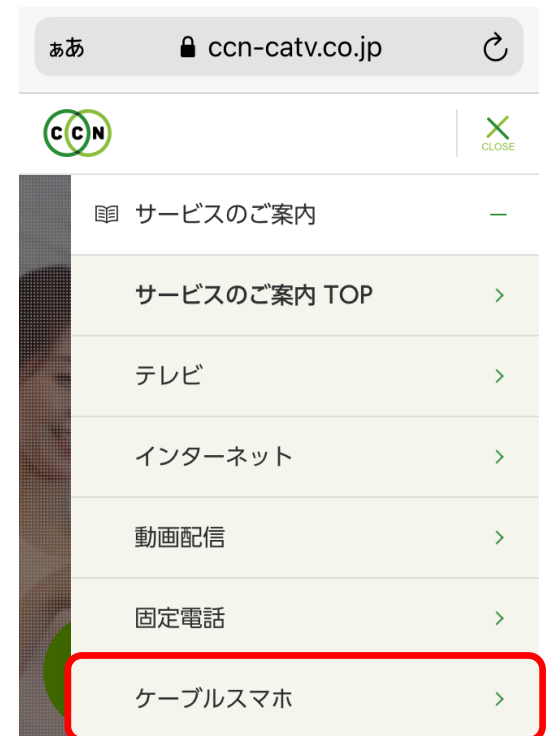 ぁあ ccn-catv.co.jp
CCN
CLOSE
サービスのご案内
サービスのご案内 TOP
テレビ
インターネット
動画配信
固定電話
ケーブルスマホ